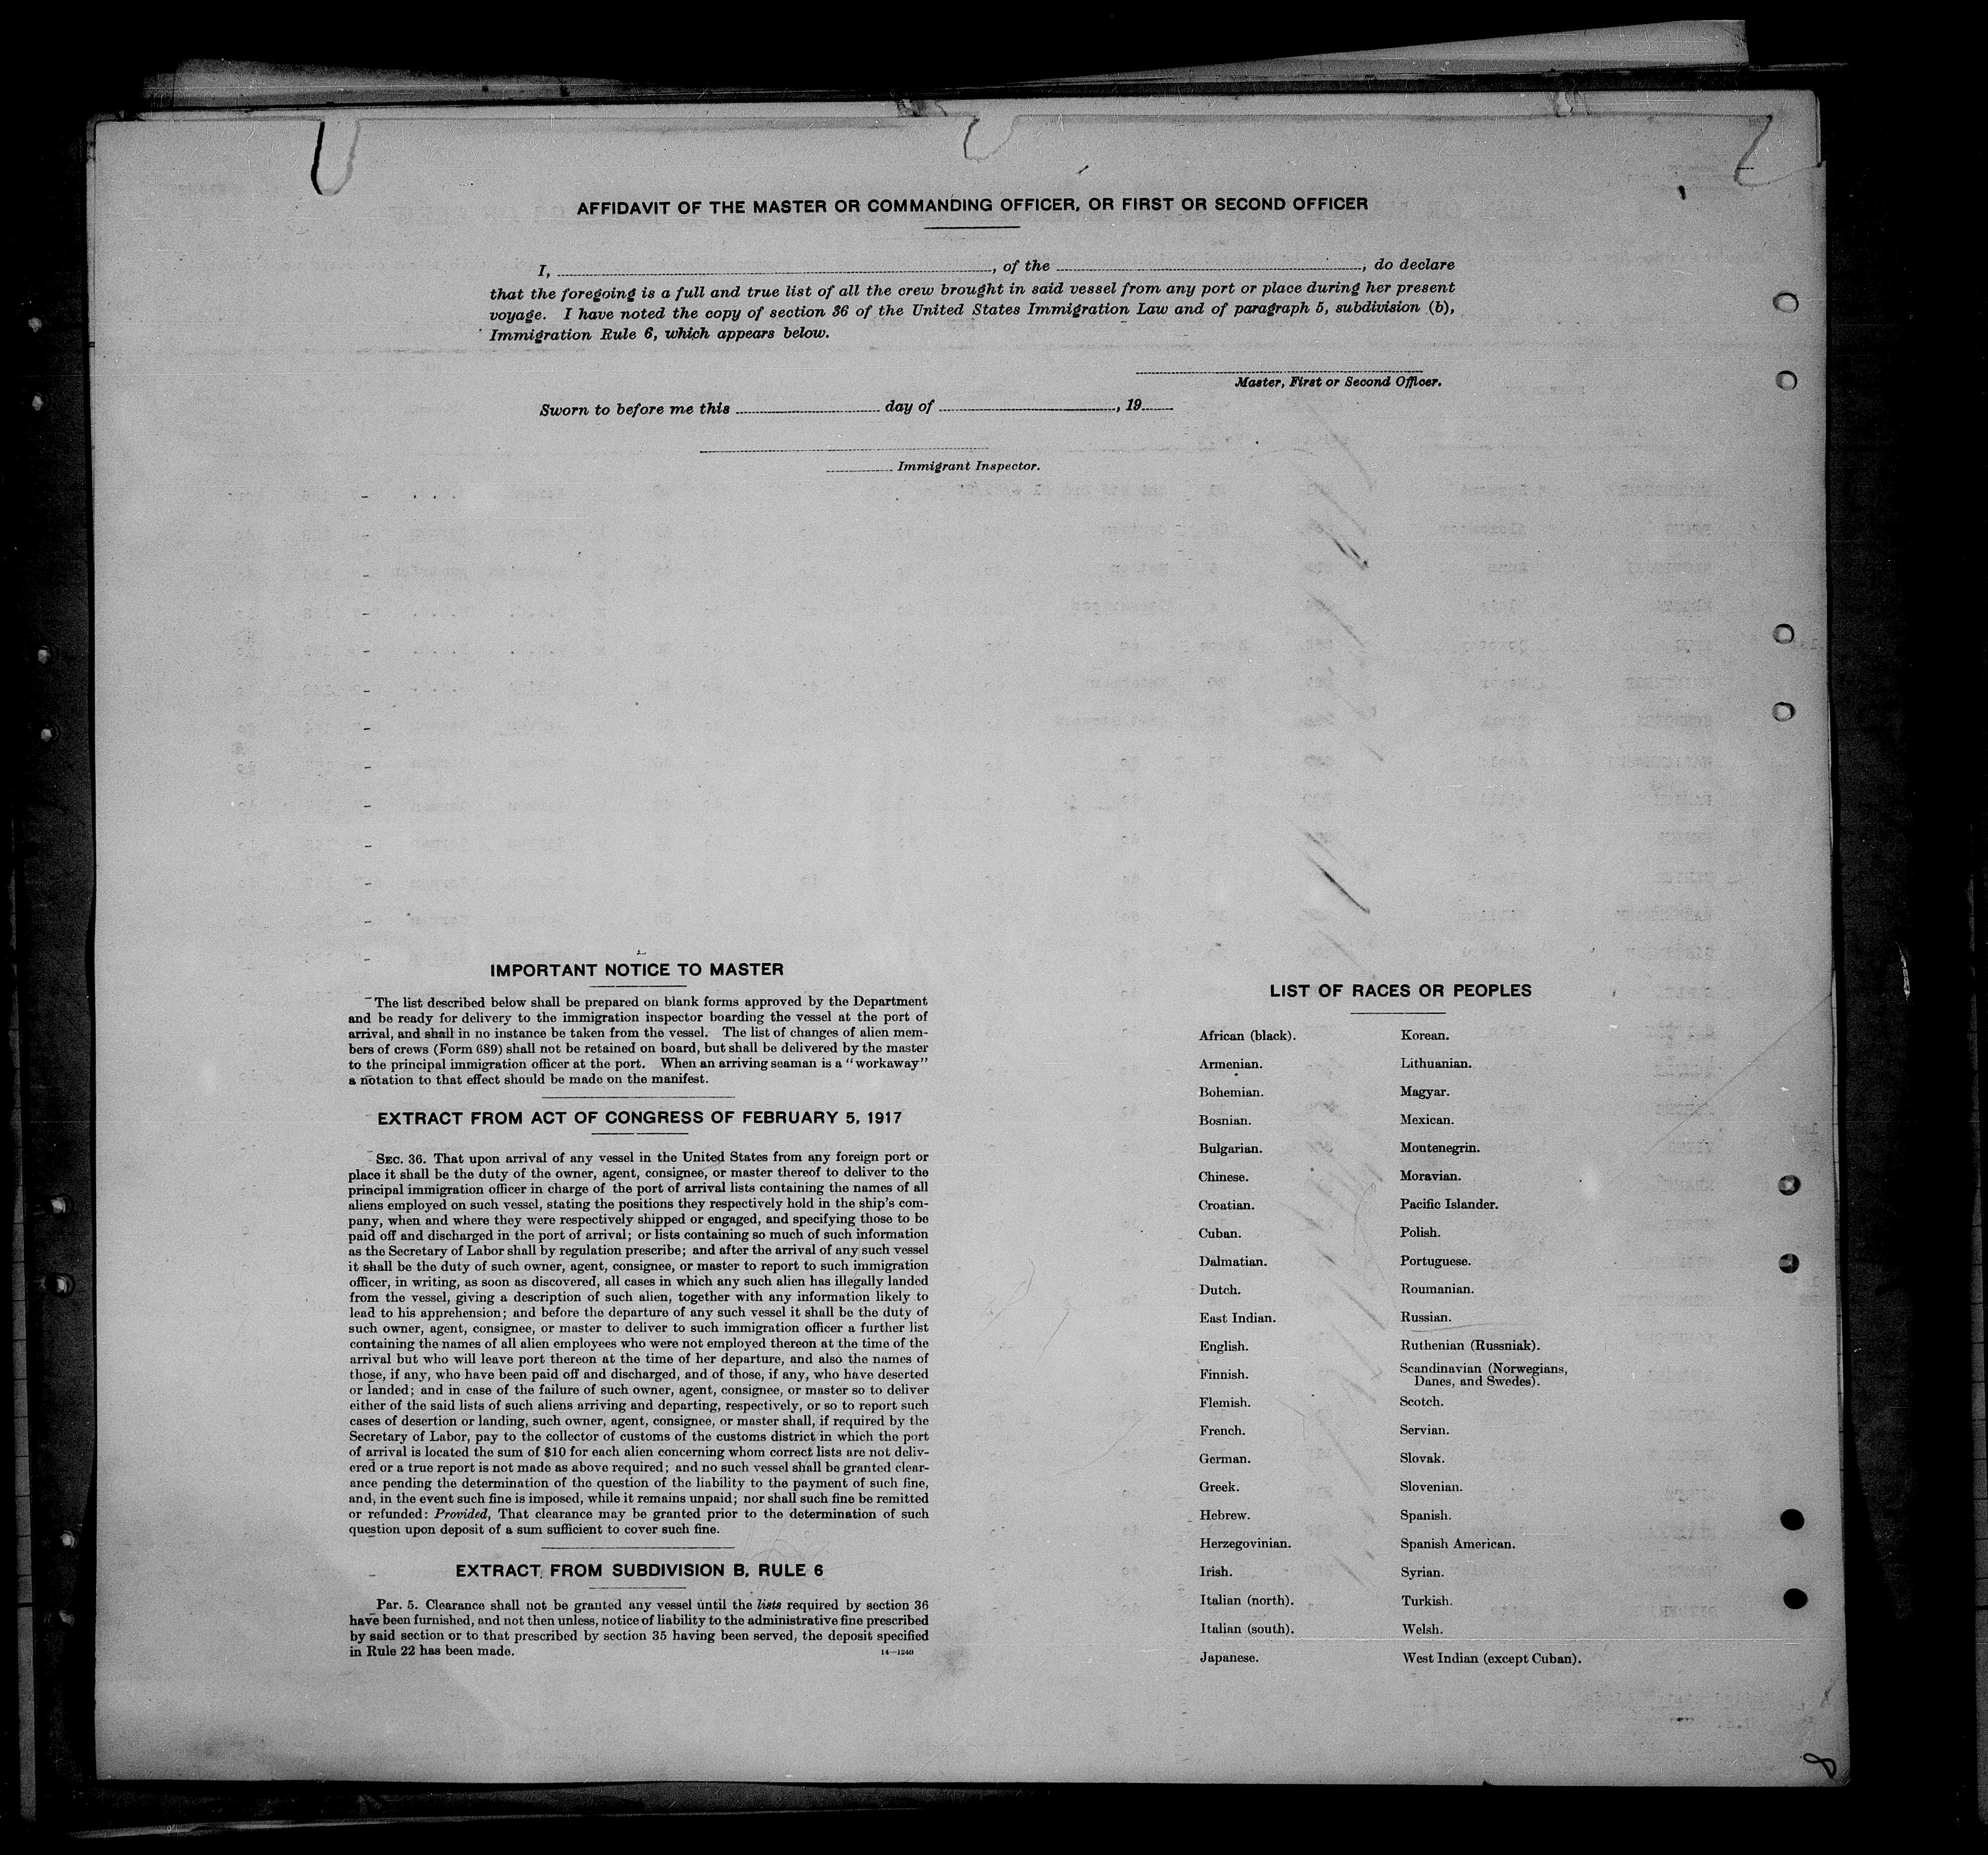 AFFIDAVIT OF THE MASTER OR COMMANDING OFFICER, OR FIRST OR SECOND OFFICER
I, , of the , do declare
that the foregoing is a full and true list of all the crew brought in said vessel from any port or place during her present
voyage. I have noted the copy of section 36 of the United States Immigration Law and of paragraph 5, subdivision (b),
Immigration Rule 6, which appears below.
Master, First or Second Officer.
Sworn to before me this day of , 19
Immigrant Inspector.
IMPORTANT NOTICE TO MASTER
The list described below shall be prepared on blank forms approved by the Department
and be ready for delivery to the immigration inspector boarding the vessel at the port of
arrival, and shall in no instance be taken from the vessel. The list of changes of alien mem-
bers of crews (Form 689) shall not be retained on board, but shall be delivered by the master
to the principal immigration officer at the port. When an arriving seaman is a "workaway"
a notation to that effect should be made on the manifest.
EXTRACT FROM ACT OF CONGRESS OF FEBRUARY 5, 1917
SEC. 36. That upon arrival of any vessel in the United States from any foreign port or
place it shall be the duty of the owner, agent, consignee, or master thereof to deliver to the
principal immigration officer in charge of the port of arrival lists containing the names of all
aliens employed on such vessel, stating the positions they respectively hold in the ship's com-
pany, when and where they were respectively shipped or engaged, and specifying those to be
paid off and discharged in the port of arrival; or lists containing so much of such information
as the Secretary of Labor shall by regulation prescribe; and after the arrival of any such vessel
it shall be the duty of such owner, agent, consignee, or master to report to such immigration
officer, in writing, as soon as discovered, all cases in which any such alien has illegally landed
from the vessel, giving a description of such alien, together with any information likely to
lead to his apprehension; and before the departure of any such vessel it shall be the duty of
such owner, agent, consignee, or master to deliver to such immigration officer a further list
containing the names of all alien employees who were not employed thereon at the time of the
arrival but who will leave port thereon at the time of her departure, and also the names of
those, if any, who have been paid off and discharged, and of those, if any, who have deserted
or landed; and in case of the failure of such owner, agent, consignee, or master so to deliver
either of the said lists of such aliens arriving and departing, respectively, or so to report such
cases of desertion or landing, such owner, agent, consignee, or master shall, if required by the
Secretary of Labor, pay to the collector of customs of the customs district in which the port
of arrival is located the sum of $10 for each alien concerning whom correct lists are not deliv-
ered or a true report is not made as above required; and no such vessel shall be granted clear-
ance pending the determination of the question of the liability to the payment of such fine,
and, in the event such fine is imposed, while it remains unpaid; nor shall such fine be remitted
or refunded: Provided, That clearance may be granted prior to the determination of such
question upon deposit of a sum sufficient to cover such fine.
EXTRACT FROM SUBDIVISION B, RULE 6
Par. 5. Clearance shall not be granted any vessel until the lists required by section 36
have been furnished, and not then unless, notice of liability to the administrative fine prescribed
by said section or to that prescribed by section 35 having been served, the deposit specified
in Rule 22 has been made.
14—1240
LIST OF RACES OR PEOPLES
African (black).
Armenian.
Bohemian.
Bosnian.
Bulgarian.
Chinese.
Croatian.
Cuban.
Dalmatian.
Dutch.
East Indian.
English.
Finnish.
Flemish.
French.
German.
Greek.
Hebrew.
Herzegovinian.
Irish.
Italian (north).
Italian (south).
Japanese.
Korean.
Lithuanian.
Magyar.
Mexican.
Montenegrin.
Moravian.
Pacific Islander.
Polish.
Portuguese.
Roumanian.
Russian.
Ruthenian (Russniak).
Scandinavian (Norwegians,
Danes, and Swedes).
Scotch.
Servian.
Slovak.
Slovenian.
Spanish.
Spanish American.
Syrian.
Turkish.
Welsh.
West Indian (except Cuban).
8